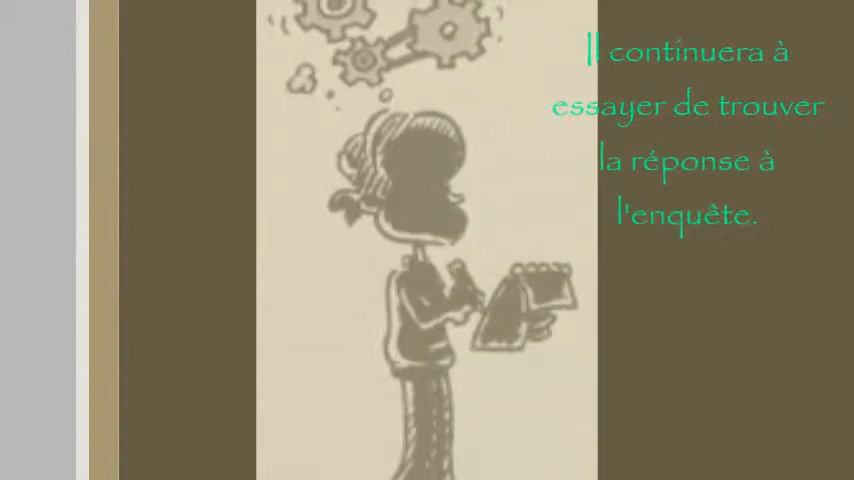 Il continuera à
essayer de trouver
la réponse à
l'enquête.